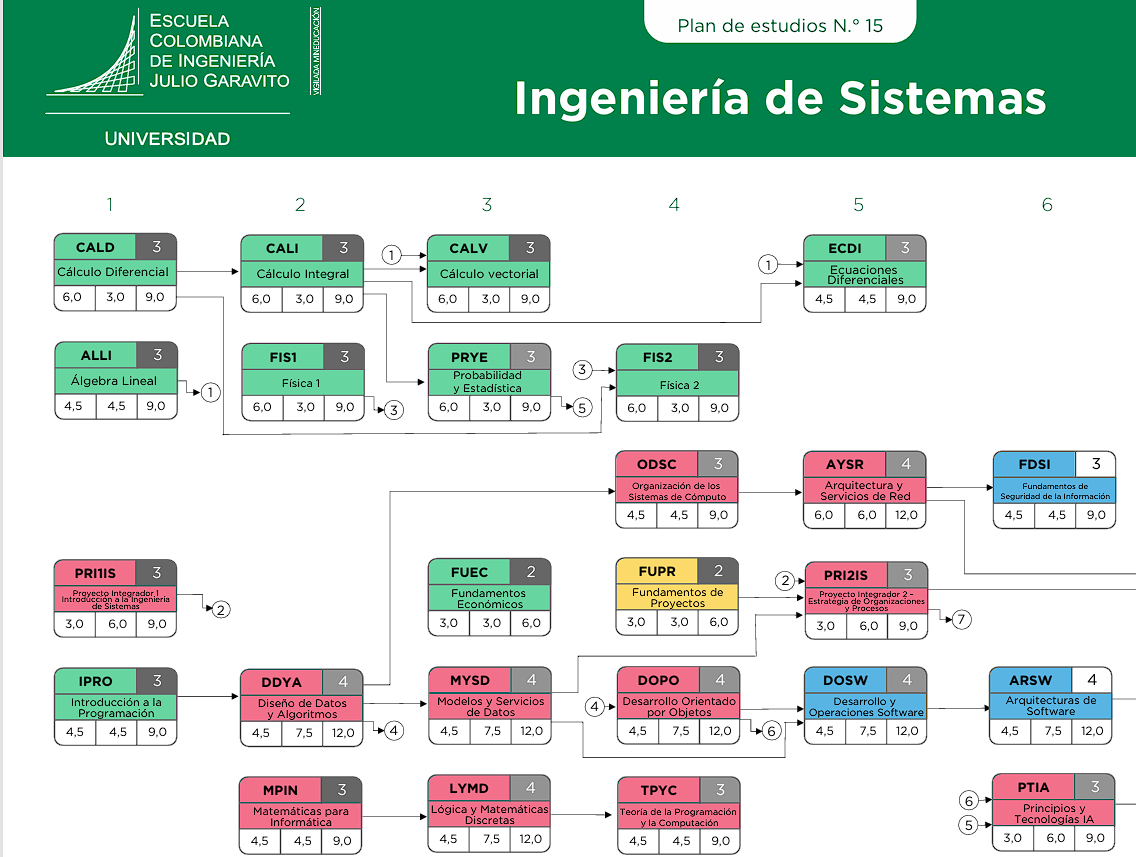 ESCUELA
COLOMBIANA
DE INGENIERÍA
JULIO GARAVITO
VIGILADA MINEDUCACIÓN
UNIVERSIDAD
Plan de estudios N.° 15
Ingeniería de Sistemas
1 2 3 4 5 6
CALD 3
Cálculo Diferencial
6,0 3,0 9,0
CALI 3
Cálculo Integral
6,0 3,0 9,0
1
CALV 3
Cálculo vectorial
6,0 3,0 9,0
1
ECDI 3
Ecuaciones
Diferenciales
4,5 4,5 9,0
ALLI 3
Álgebra Lineal
4,5 4,5 9,0
1
FIS1 3
Física 1
6,0 3,0 9,0
3
PRYE 3
Probabilidad
y Estadística
6,0 3,0 9,0
5
3
FIS2 3
Física 2
6,0 3,0 9,0
ODSC 3
Organización de los
Sistemas de Cómputo
4,5 4,5 9,0
AYSR 4
Arquitectura y
Servicios de Red
6,0 6,0 12,0
FDSI 3
Fundamentos de
Seguridad de la Información
4,5 4,5 9,0
PRI1IS 3
Proyecto Integrador 1
Introducción a la Ingeniería
de Sistemas
3,0 6,0 9,0
2
FUEC 2
Fundamentos
Económicos
3,0 3,0 6,0
FUPR 2
Fundamentos de
Proyectos
3,0 3,0 6,0
2
PRI2IS 3
Proyecto Integrador 2 –
Estrategia de Organizaciones
y Procesos
3,0 6,0 9,0
7
IPRO 3
Introducción a la
Programación
4,5 4,5 9,0
DDYA 4
Diseño de Datos
y Algoritmos
4,5 7,5 12,0
4
MYSD 4
Modelos y Servicios
de Datos
4,5 7,5 12,0
4
DOPO 4
Desarrollo Orientado
por Objetos
4,5 7,5 12,0
6
DOSW 4
Desarrollo y
Operaciones Software
4,5 7,5 12,0
ARSW 4
Arquitecturas de
Software
4,5 7,5 12,0
MPIN 3
Matemáticas para
Informática
4,5 4,5 9,0
LYMD 4
Lógica y Matemáticas
Discretas
4,5 7,5 12,0
TPYC 3
Teoría de la Programación
y la Computación
4,5 4,5 9,0
6
5
PTIA 3
Principios y
Tecnologías IA
3,0 6,0 9,0